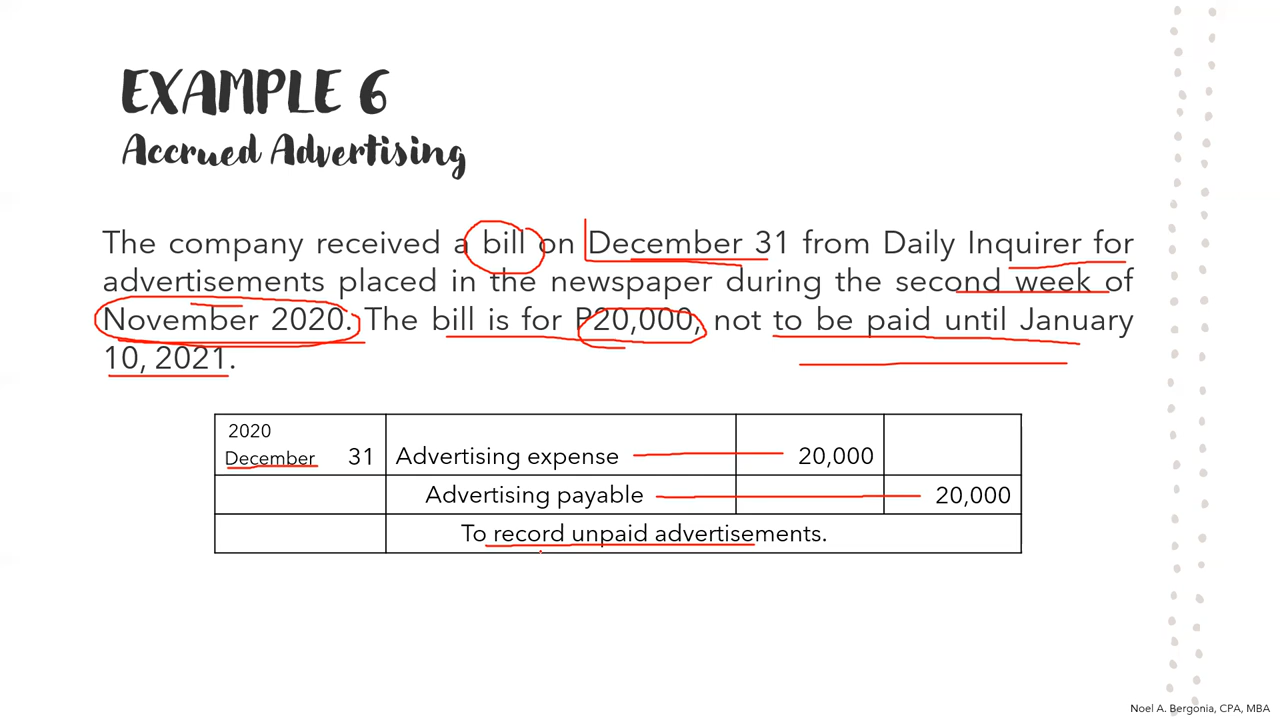 EXAMPLE 6
Accrued Advertising
The company received a bill on December 31 from Daily Inquirer for
advertisements placed in the newspaper during the second week of
November 2020. The bill is for P20,000, not to be paid until January
10, 2021.
2020
December 31 Advertising expense 20,000
Advertising payable 20,000
To record unpaid advertisements.
Noel A. Bergonia, CPA, MBA